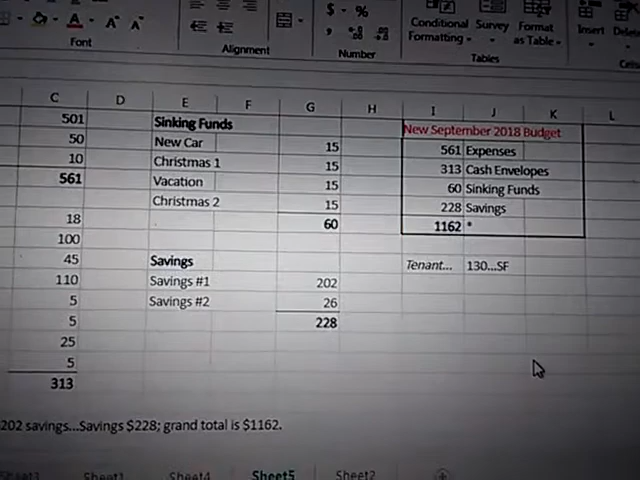 $ - %
Conditional Formatting
Survey
Format as Table
Insert
Font
Alignment
Number
Tables
C D E F G H I J K L
501 Sinking Funds New September 2018 Budget
50 New Car 15 561 Expenses
10 Christmas 1 15 313 Cash Envelopes
561 Vacation 15 60 Sinking Funds
Christmas 2 15 228 Savings
18 60 1162 *
100
45 Savings Tenant... 130...SF
110 Savings #1 202
5 Savings #2 26
5 228
25
5
313
202 savings...Savings $228; grand total is $1162.
Sheet1 Sheet4 Sheet5 Sheet2